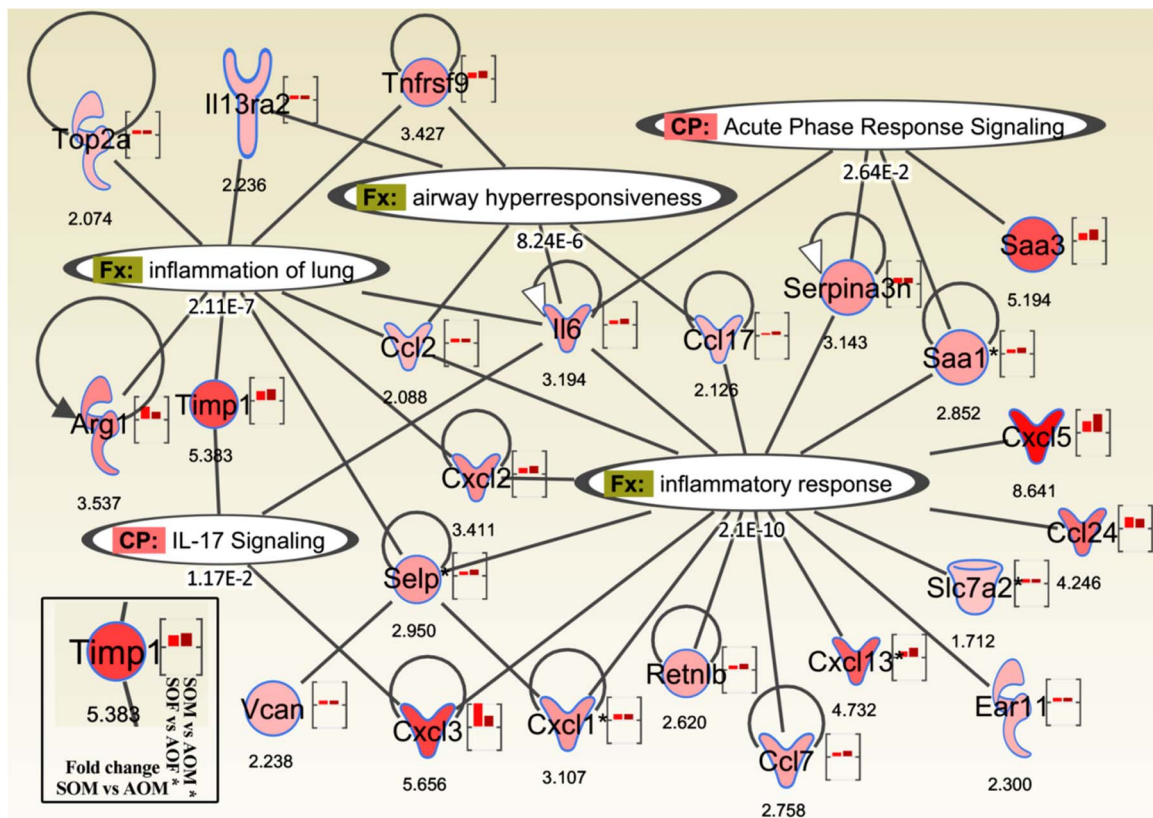 Top2a
2.074
Il13ra2
2.236
Tnfrsf9
3.427
CP: Acute Phase Response Signaling
2.64E-2
Fx: airway hyperresponsiveness
8.24E-6
Fx: inflammation of lung
2.11E-7
Saa3
5.194
Serpina3n
3.143
Saa1*
2.852
Il6
3.194
Ccl17
2.126
Ccl2
2.088
Arg1
3.537
Timp1
5.383
Cxcl2
3.411
Cxcl5
8.641
Fx: inflammatory response
2.1E-10
CP: IL-17 Signaling
1.17E-2
Ccl24
4.246
Selp*
2.950
Slc7a2*
1.712
Vcan
2.238
Cxcl3
5.656
Cxcl1*
3.107
Retnlb
2.620
Cxcl13*
4.732
Ccl7
2.758
Ear11
2.300
Timp1
5.383
SOM vs AOM *
SOF vs AOF *
Fold change
SOM vs AOM